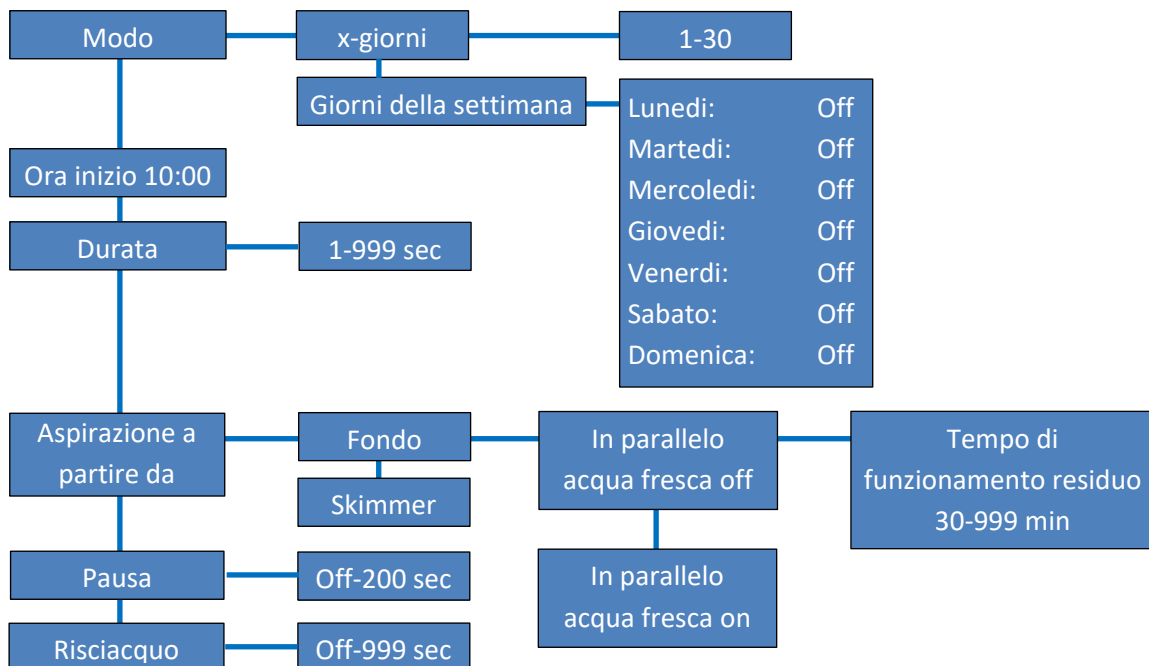 Modo
x-giorni
1-30
Giorni della settimana
Lunedi: Off
Martedi: Off
Mercoledi: Off
Giovedi: Off
Venerdi: Off
Sabato: Off
Domenica: Off
Ora inizio 10:00
Durata
1-999 sec
Aspirazione a
partire da
Fondo
Skimmer
In parallelo
acqua fresca off
Tempo di
funzionamento residuo
30-999 min
In parallelo
acqua fresca on
Pausa
Off-200 sec
Risciacquo
Off-999 sec